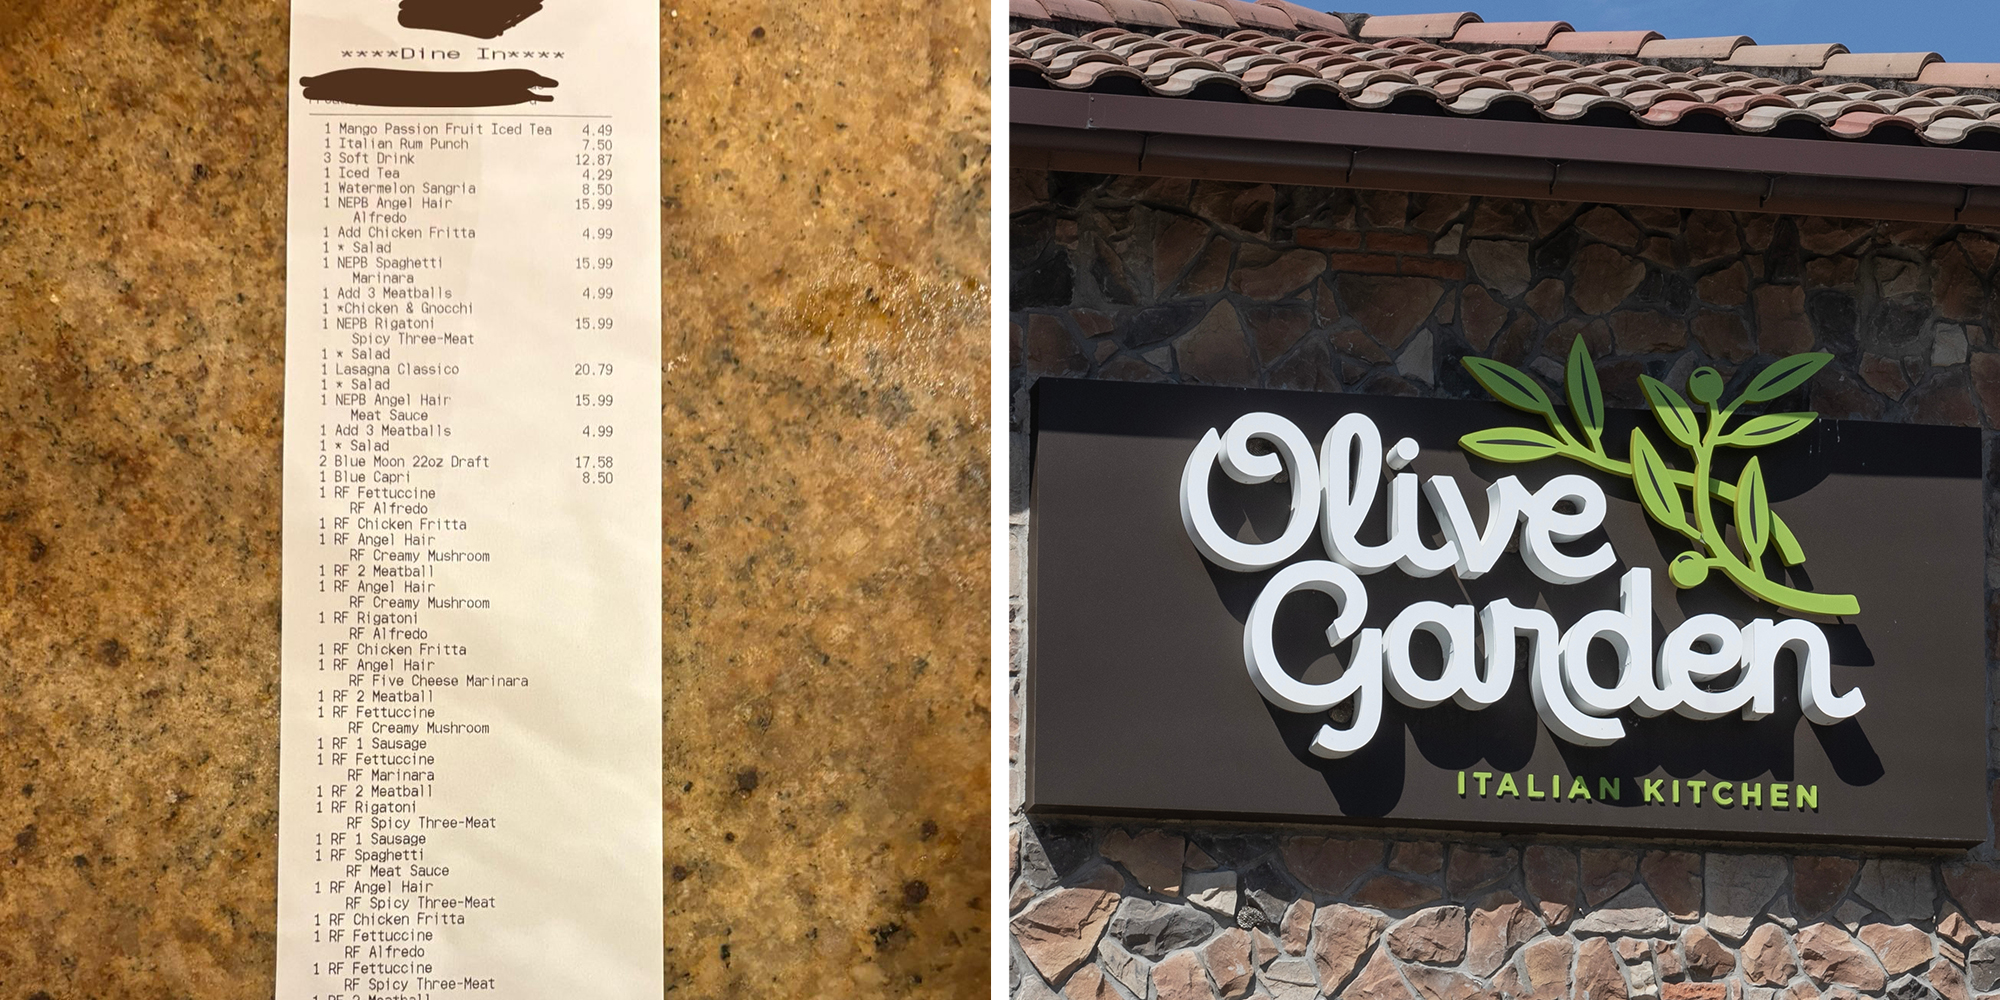 ****Dine In****
1 Mango Passion Fruit Iced Tea 4.49
1 Italian Rum Punch 7.50
3 Soft Drink 12.87
1 Iced Tea 4.29
1 Watermelon Sangria 8.50
1 NEPB Angel Hair 15.99
Alfredo
1 Add Chicken Fritta 4.99
1 * Salad
1 NEPB Spaghetti 15.99
Marinara
1 Add 3 Meatballs 4.99
1 *Chicken & Gnocchi
1 NEPB Rigatoni 15.99
Spicy Three-Meat
1 * Salad
1 Lasagna Classico 20.79
1 * Salad
1 NEPB Angel Hair 15.99
Meat Sauce
1 Add 3 Meatballs 4.99
1 * Salad
2 Blue Moon 22oz Draft 17.58
1 Blue Capri 8.50
1 RF Fettuccine
RF Alfredo
1 RF Chicken Fritta
1 RF Angel Hair
RF Creamy Mushroom
1 RF 2 Meatball
1 RF Angel Hair
RF Creamy Mushroom
1 RF Rigatoni
RF Alfredo
1 RF Chicken Fritta
1 RF Angel Hair
RF Five Cheese Marinara
1 RF 2 Meatball
1 RF Fettuccine
RF Creamy Mushroom
1 RF 1 Sausage
1 RF Fettuccine
RF Marinara
1 RF 2 Meatball
1 RF Rigatoni
RF Spicy Three-Meat
1 RF 1 Sausage
1 RF Spaghetti
RF Meat Sauce
1 RF Angel Hair
RF Spicy Three-Meat
1 RF Chicken Fritta
1 RF Fettuccine
RF Alfredo
1 RF Fettuccine
RF Spicy Three-Meat
1 RF 2 Meatball
Olive
Garden
ITALIAN KITCHEN